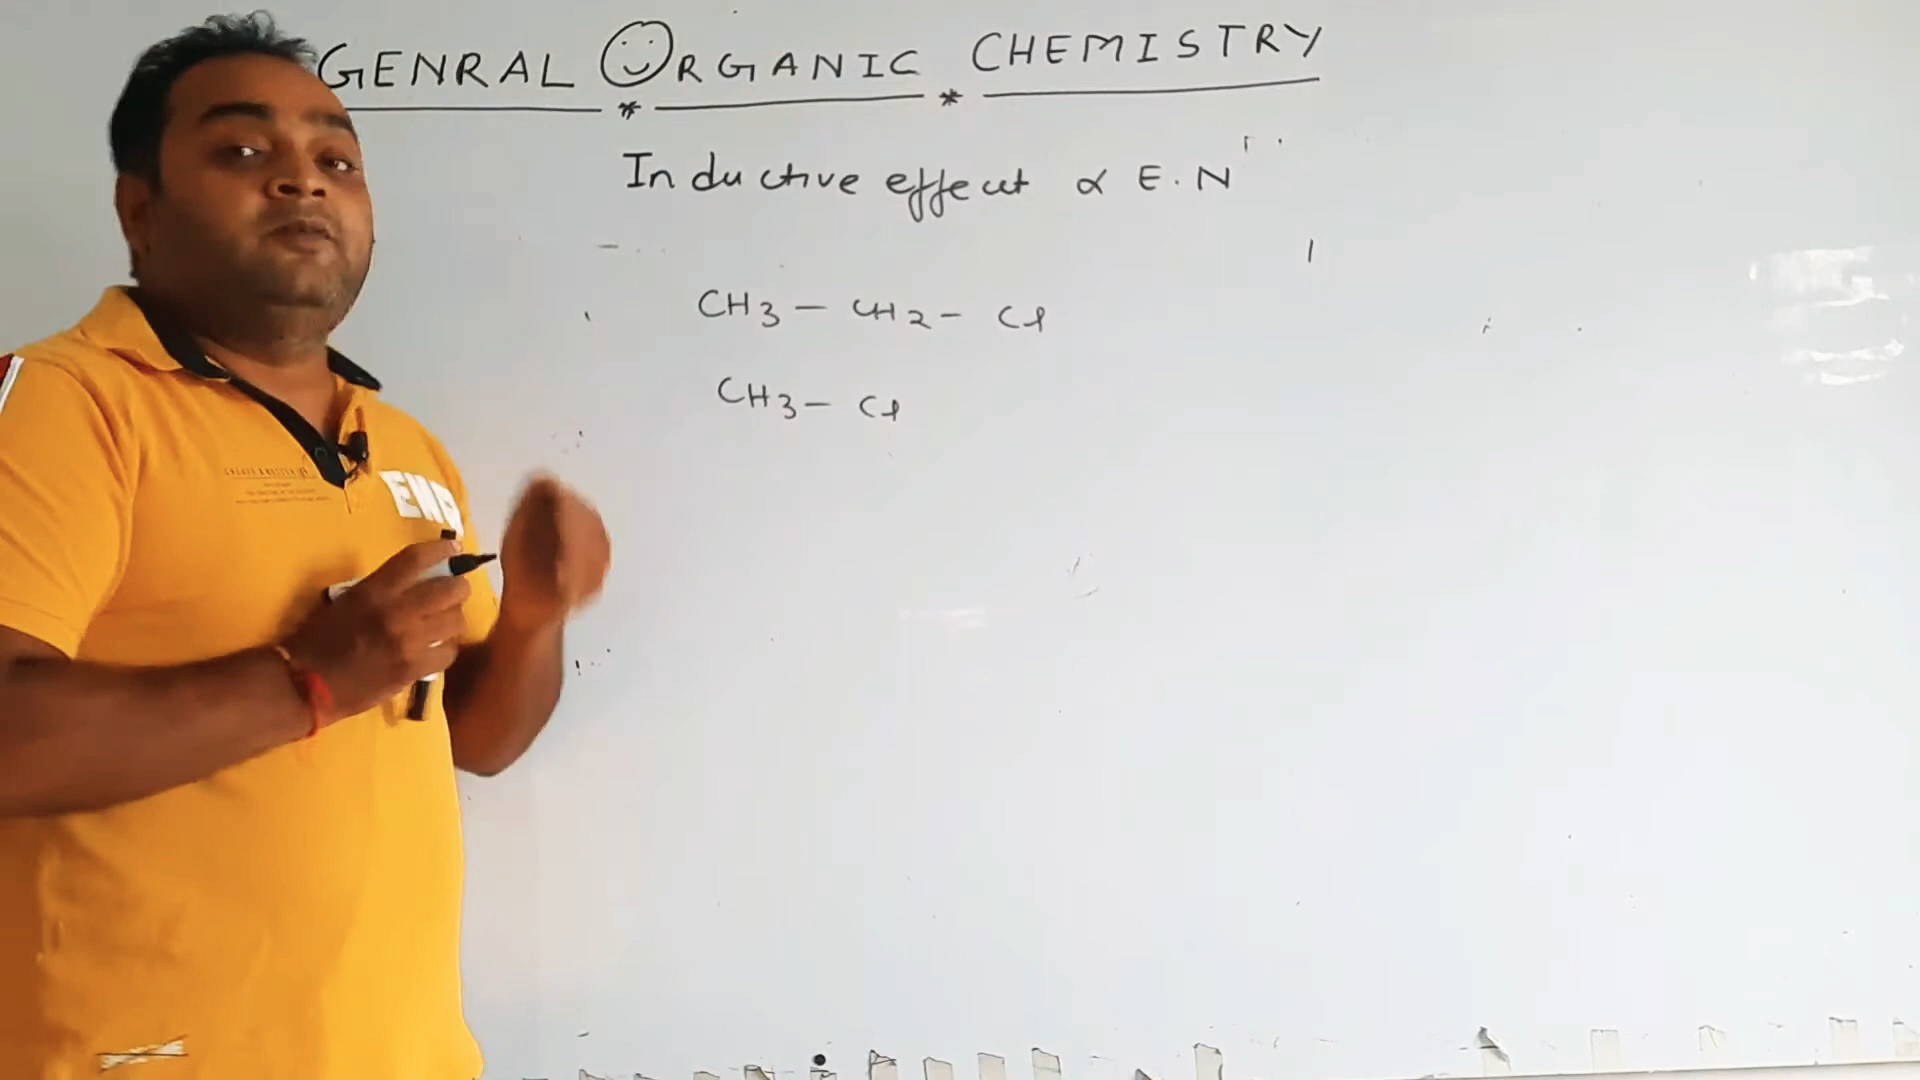 GENRAL ORGANIC CHEMISTRY
Inductive effect ∝ E.N
CH3 - CH2 - Cl
CH3 - Cl